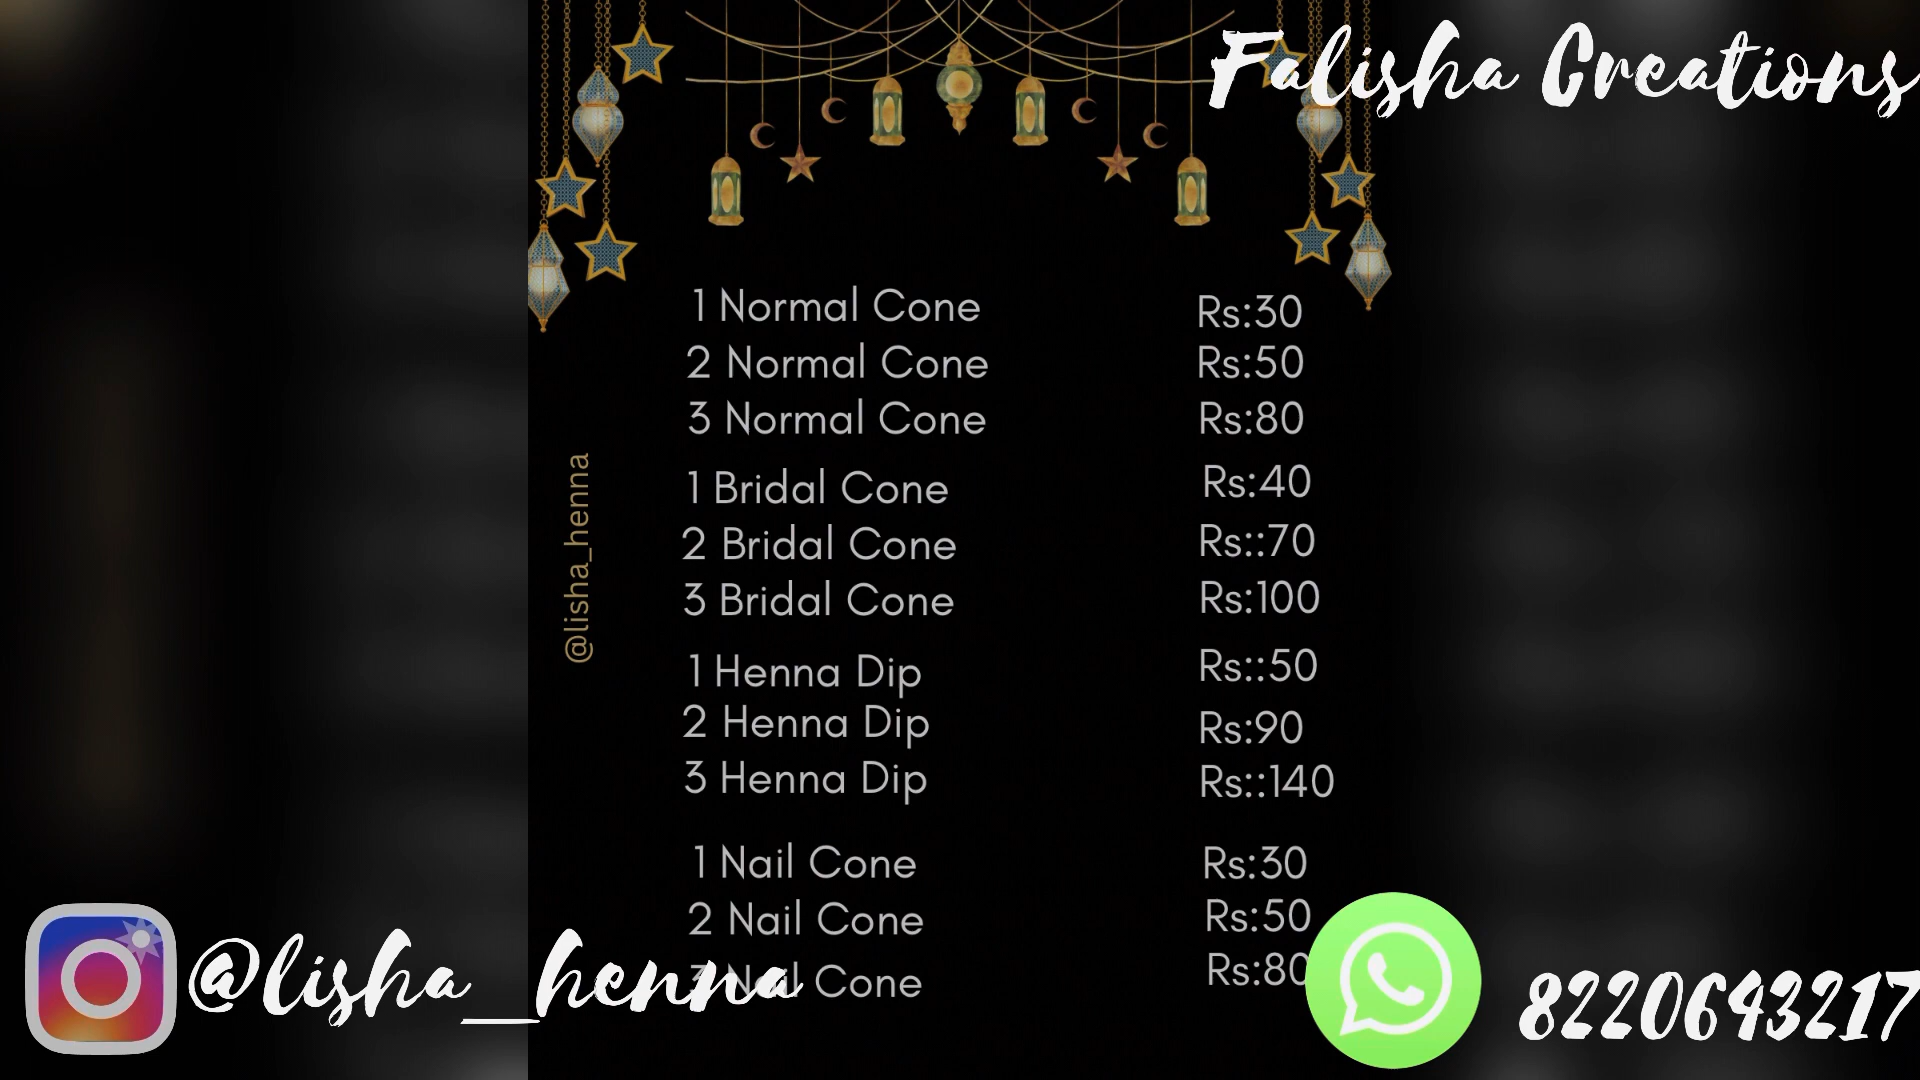 Falisha Creations
1 Normal Cone Rs:30
2 Normal Cone Rs:50
3 Normal Cone Rs:80
1 Bridal Cone Rs:40
2 Bridal Cone Rs::70
3 Bridal Cone Rs:100
@lisha_henna
1 Henna Dip Rs::50
2 Henna Dip Rs:90
3 Henna Dip Rs::140
1 Nail Cone Rs:30
2 Nail Cone Rs:50
3 Nail Cone Rs:80
@lisha_henna
8220643217